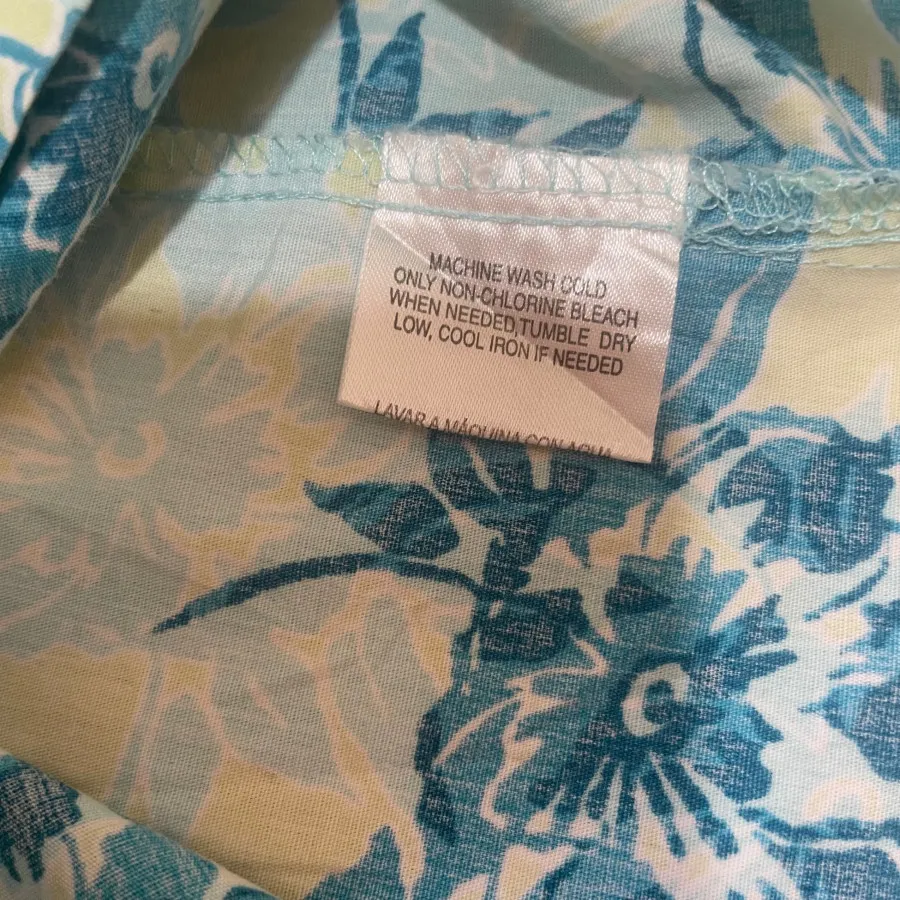 MACHINE WASH COLD
ONLY NON-CHLORINE BLEACH
WHEN NEEDED,TUMBLE DRY
LOW, COOL IRON IF NEEDED
LAVAR A MÁQUINA CON AGUA